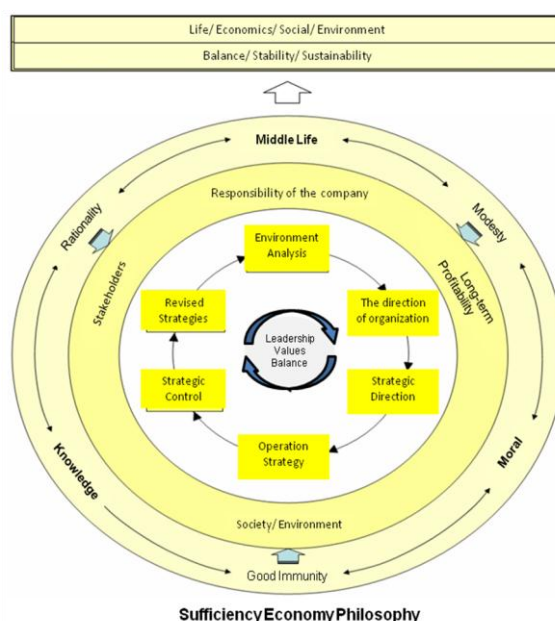 Life/ Economics/ Social/ Environment
Balance/ Stability/ Sustainability
Middle Life
Responsibility of the company
Rationality
Modesty
Stakeholders
Long-term
Profitability
Environment
Analysis
Revised
Strategies
The direction
of organization
Leadership
Values
Balance
Strategic
Control
Strategic
Direction
Operation
Strategy
Knowledge
Moral
Society/Environment
Good Immunity
Sufficiency Economy Philosophy